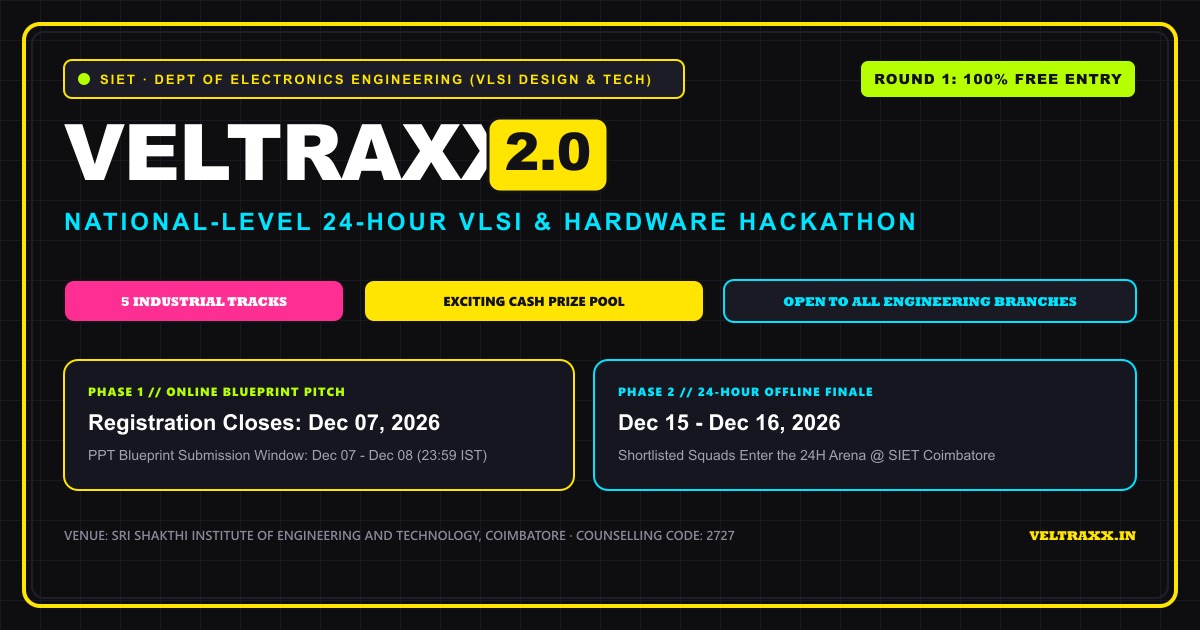 SIET · DEPT OF ELECTRONICS ENGINEERING (VLSI DESIGN & TECH)
ROUND 1: 100% FREE ENTRY
VELTRAXX 2.0
NATIONAL-LEVEL 24-HOUR VLSI & HARDWARE HACKATHON
5 INDUSTRIAL TRACKS
EXCITING CASH PRIZE POOL
OPEN TO ALL ENGINEERING BRANCHES
PHASE 1 // ONLINE BLUEPRINT PITCH
Registration Closes: Dec 07, 2026
PPT Blueprint Submission Window: Dec 07 - Dec 08 (23:59 IST)
PHASE 2 // 24-HOUR OFFLINE FINALE
Dec 15 - Dec 16, 2026
Shortlisted Squads Enter the 24H Arena @ SIET Coimbatore
VENUE: SRI SHAKTHI INSTITUTE OF ENGINEERING AND TECHNOLOGY, COIMBATORE · COUNSELLING CODE: 2727
VELTRAXX.IN